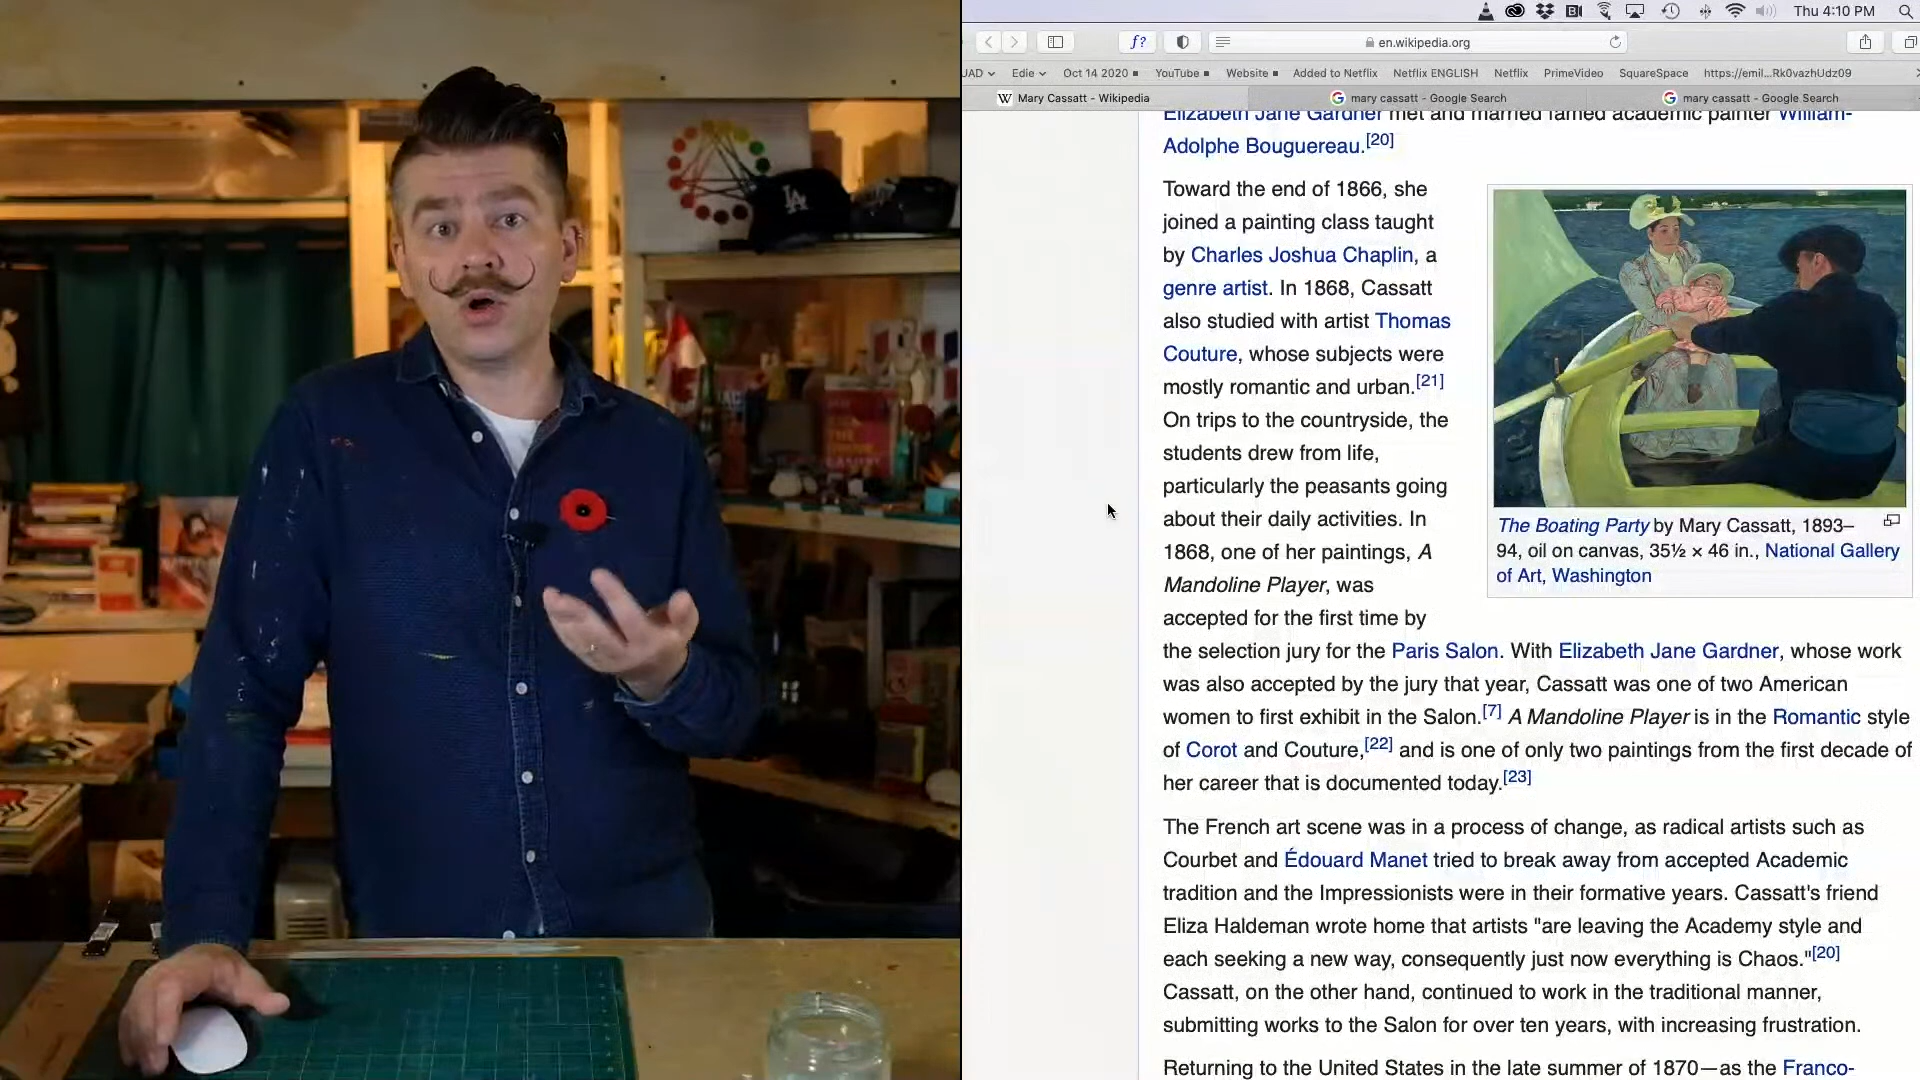 LA
Thu 4:10 PM
f?
en.wikipedia.org
JAD
Edie
Oct 14 2020
YouTube
Website
Added to Netflix
Netflix ENGLISH
Netflix
PrimeVideo
SquareSpace
https://emil...Rk0vazhUdz09
W Mary Cassatt - Wikipedia
G mary cassatt - Google Search
G mary cassatt - Google Search
Elizabeth Jane Gardner met and married famed academic painter William-
Adolphe Bouguereau.[20]
Toward the end of 1866, she
joined a painting class taught
by Charles Joshua Chaplin, a
genre artist. In 1868, Cassatt
also studied with artist Thomas
Couture, whose subjects were
mostly romantic and urban.[21]
On trips to the countryside, the
students drew from life,
particularly the peasants going
about their daily activities. In
1868, one of her paintings, A
Mandoline Player, was
accepted for the first time by
the selection jury for the Paris Salon. With Elizabeth Jane Gardner, whose work
was also accepted by the jury that year, Cassatt was one of two American
women to first exhibit in the Salon.[7] A Mandoline Player is in the Romantic style
of Corot and Couture,[22] and is one of only two paintings from the first decade of
her career that is documented today.[23]
The Boating Party by Mary Cassatt, 1893–
94, oil on canvas, 35½ × 46 in., National Gallery
of Art, Washington
The French art scene was in a process of change, as radical artists such as
Courbet and Édouard Manet tried to break away from accepted Academic
tradition and the Impressionists were in their formative years. Cassatt's friend
Eliza Haldeman wrote home that artists "are leaving the Academy style and
each seeking a new way, consequently just now everything is Chaos."[20]
Cassatt, on the other hand, continued to work in the traditional manner,
submitting works to the Salon for over ten years, with increasing frustration.
Returning to the United States in the late summer of 1870—as the Franco-